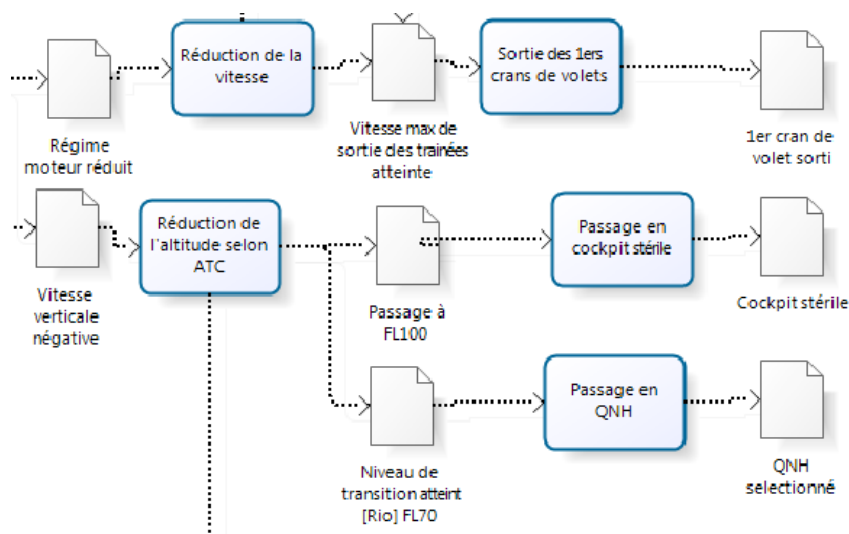 Réduction de la
vitesse
Sortie des 1ers
crans de volets
Régime
moteur réduit
Vitesse max de
sortie des trainées
atteinte
1er cran de
volet sorti
Réduction de
l'altitude selon
ATC
Passage en
cockpit stérile
Vitesse
verticale
négative
Passage à
FL100
Cockpit stérile
Passage en
QNH
Niveau de
transition atteint
[Rio] FL70
QNH
selectionné